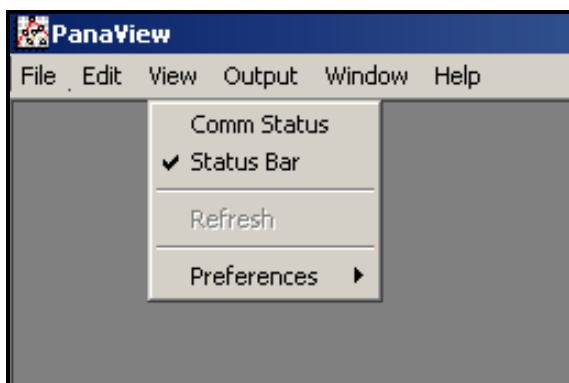 PanaView
File Edit View Output Window Help
Comm Status
Status Bar
Refresh
Preferences